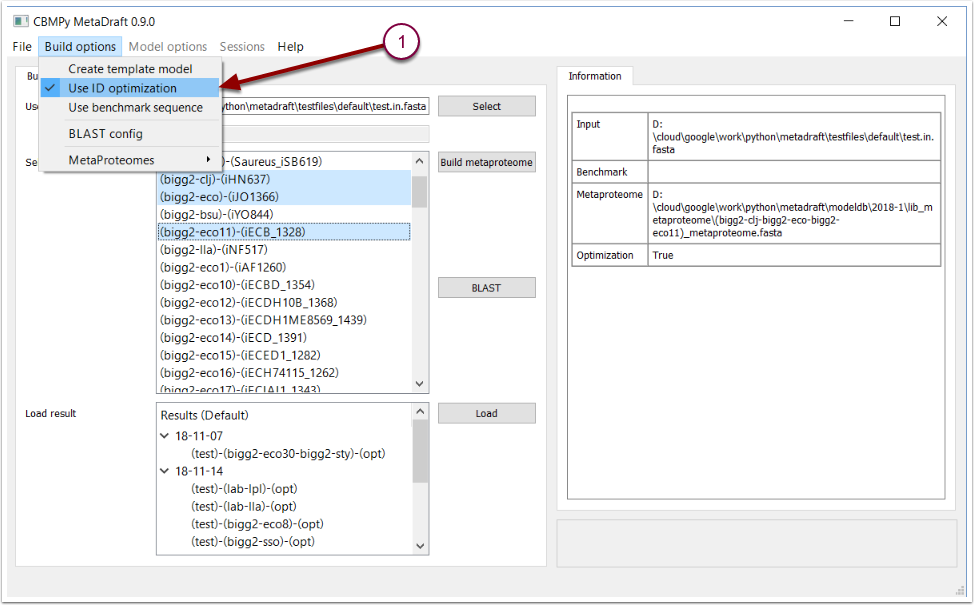 CBMPy MetaDraft 0.9.0
File Build options Model options Sessions Help
1
Create template model
Use ID optimization
Use benchmark sequence
BLAST config
MetaProteomes
Bu
Use
ython\metadraft\testfiles\default\test.in.fasta
Select
Se
)-(Saureus_iSB619)
Build metaproteome
(bigg2-clj)-(iHN637)
(bigg2-eco)-(iJO1366)
(bigg2-bsu)-(iYO844)
(bigg2-eco11)-(iECB_1328)
(bigg2-lla)-(iNF517)
(bigg2-eco1)-(iAF1260)
(bigg2-eco10)-(iECBD_1354)
BLAST
(bigg2-eco12)-(iECDH10B_1368)
(bigg2-eco13)-(iECDH1ME8569_1439)
(bigg2-eco14)-(iECD_1391)
(bigg2-eco15)-(iECED1_1282)
(bigg2-eco16)-(iECH74115_1262)
(bigg2-eco17)-(iECIAI1_1343)
Load result
Results (Default)
Load
18-11-07
(test)-(bigg2-eco30-bigg2-sty)-(opt)
18-11-14
(test)-(lab-lpl)-(opt)
(test)-(lab-lla)-(opt)
(test)-(bigg2-eco8)-(opt)
(test)-(bigg2-sso)-(opt)
Information
Input
D:
\cloud\google\work\python\metadraft\testfiles\default\test.in.
fasta
Benchmark
Metaproteome
D:
\cloud\google\work\python\metadraft\modeldb\2018-1\lib_m
etaproteome\(bigg2-clj-bigg2-eco-bigg2-
eco11)_metaproteome.fasta
Optimization
True